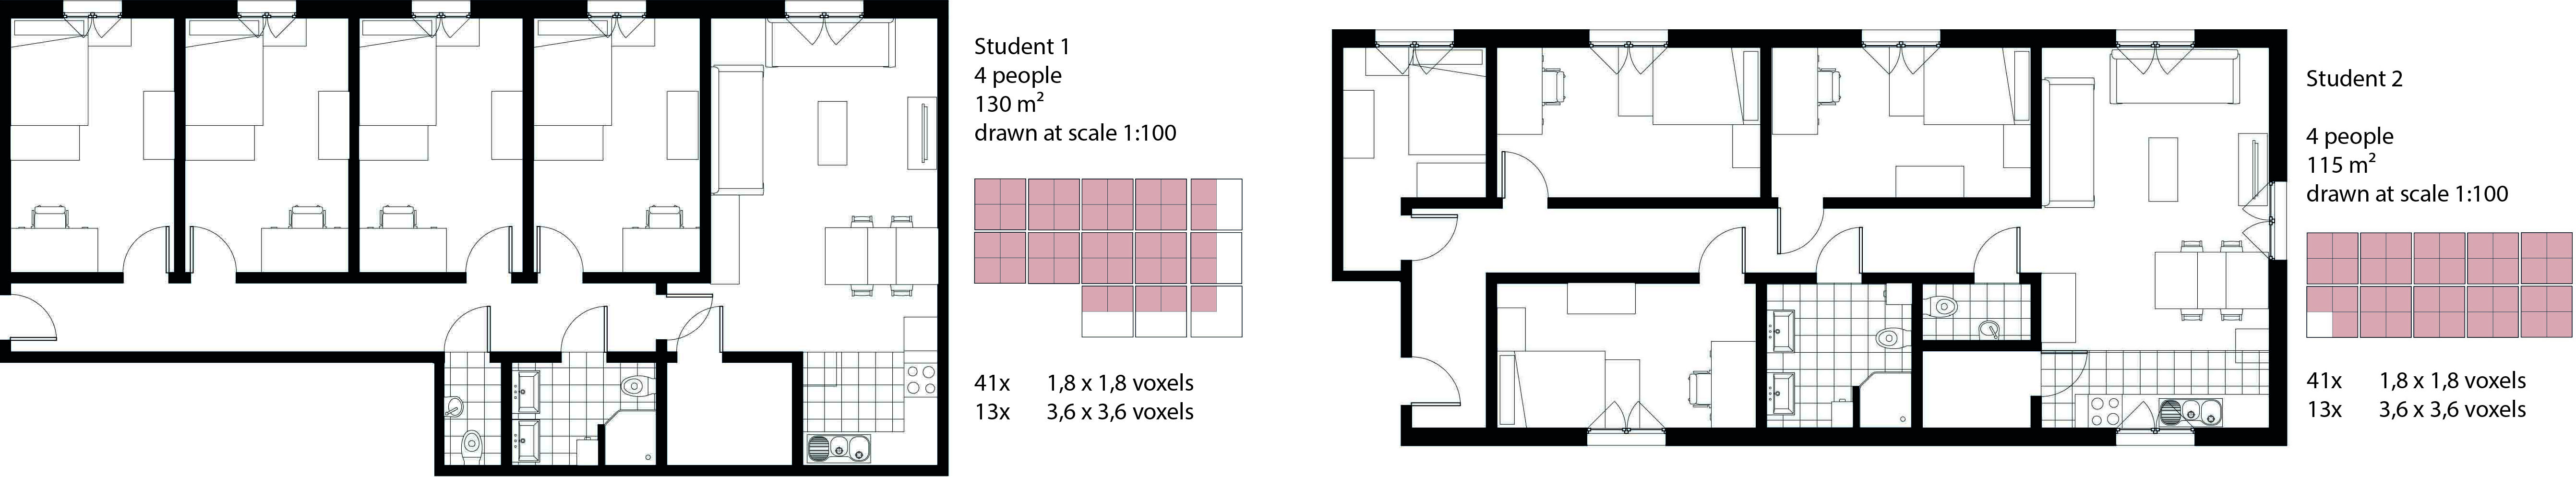 Student 1
4 people
130 m²
drawn at scale 1:100
41x 1,8 x 1,8 voxels
13x 3,6 x 3,6 voxels
Student 2
4 people
115 m²
drawn at scale 1:100
41x 1,8 x 1,8 voxels
13x 3,6 x 3,6 voxels